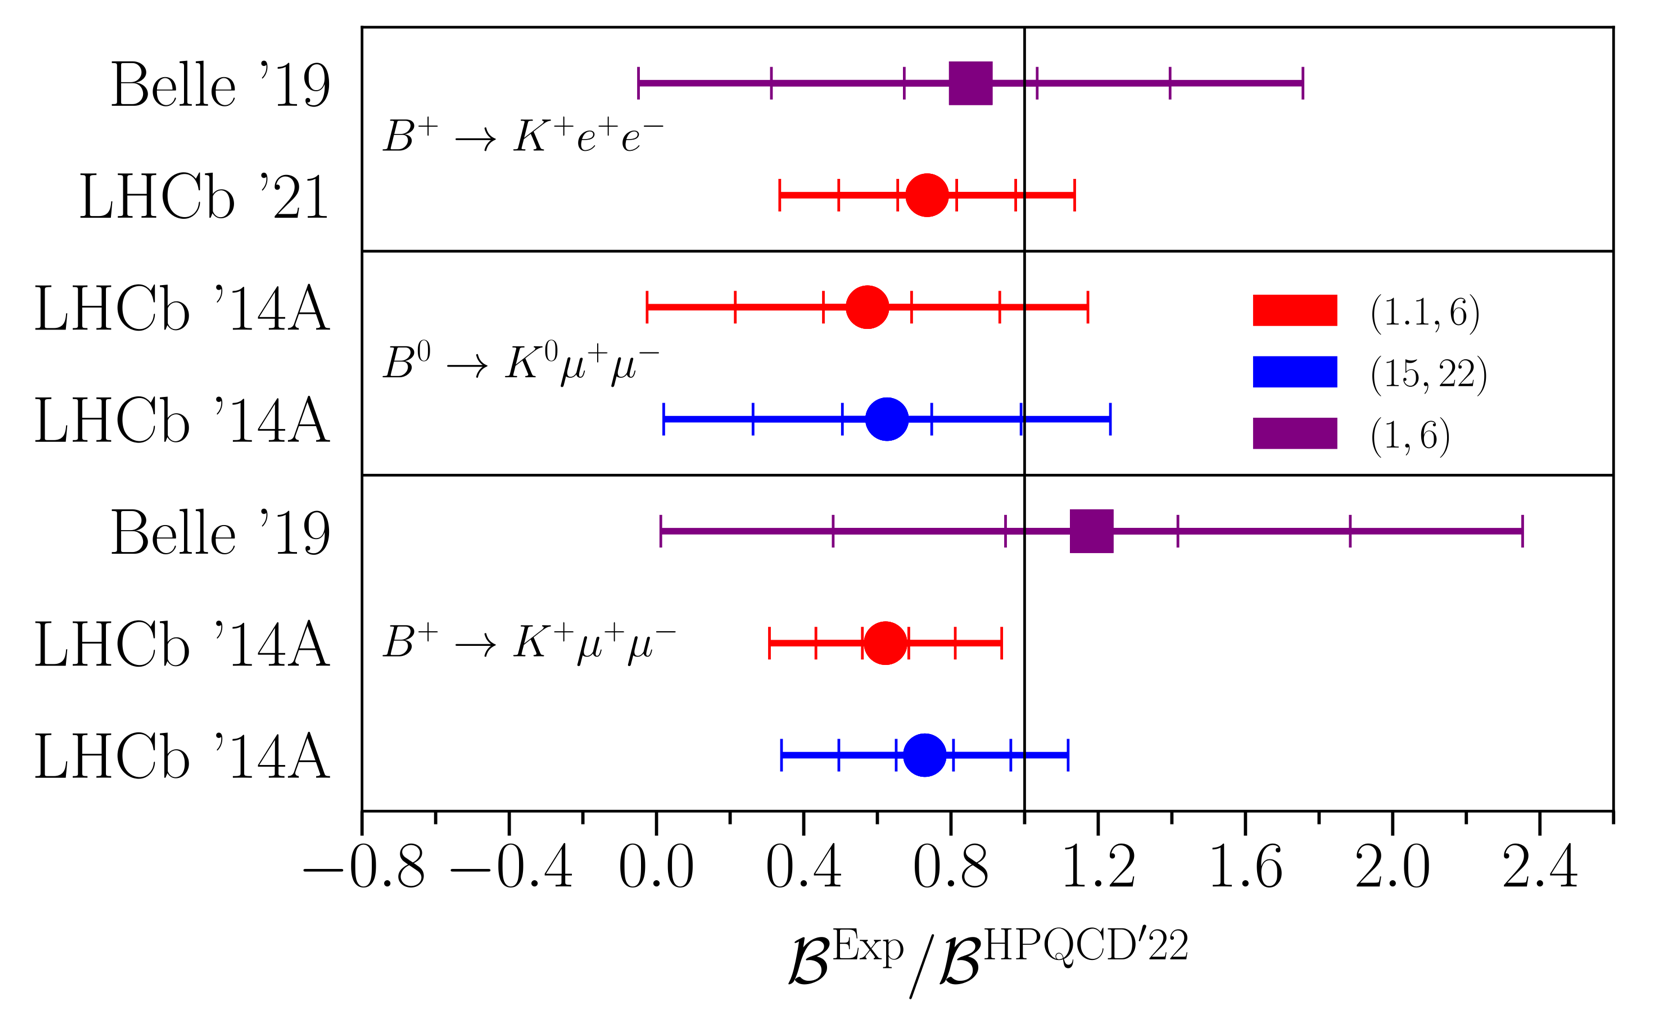 Belle ’19
B⁺ → K⁺e⁺e⁻
LHCb ’21
LHCb ’14A
(1.1, 6)
B⁰ → K⁰μ⁺μ⁻
(15, 22)
LHCb ’14A
(1, 6)
Belle ’19
LHCb ’14A
B⁺ → K⁺μ⁺μ⁻
LHCb ’14A
−0.8 −0.4 0.0 0.4 0.8 1.2 1.6 2.0 2.4
ℬ^Exp/ℬ^HPQCD′22